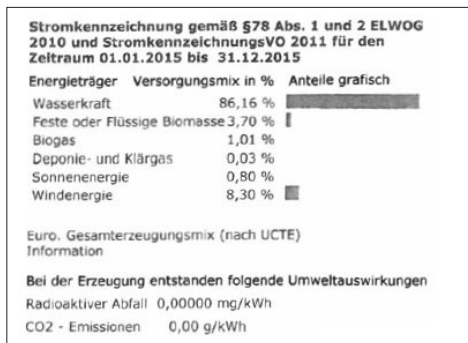 Stromkennzeichnung gemäß §78 Abs. 1 und 2 ELWOG
2010 und StromkennzeichnungsVO 2011 für den
Zeitraum 01.01.2015 bis 31.12.2015
Energieträger Versorgungsmix in % Anteile grafisch
Wasserkraft 86,16 %
Feste oder Flüssige Biomasse 3,70 %
Biogas 1,01 %
Deponie- und Klärgas 0,03 %
Sonnenenergie 0,80 %
Windenergie 8,30 %
Euro. Gesamterzeugungsmix (nach UCTE)
Information
Bei der Erzeugung entstanden folgende Umweltauswirkungen
Radioaktiver Abfall 0,00000 mg/kWh
CO2 - Emissionen 0,00 g/kWh